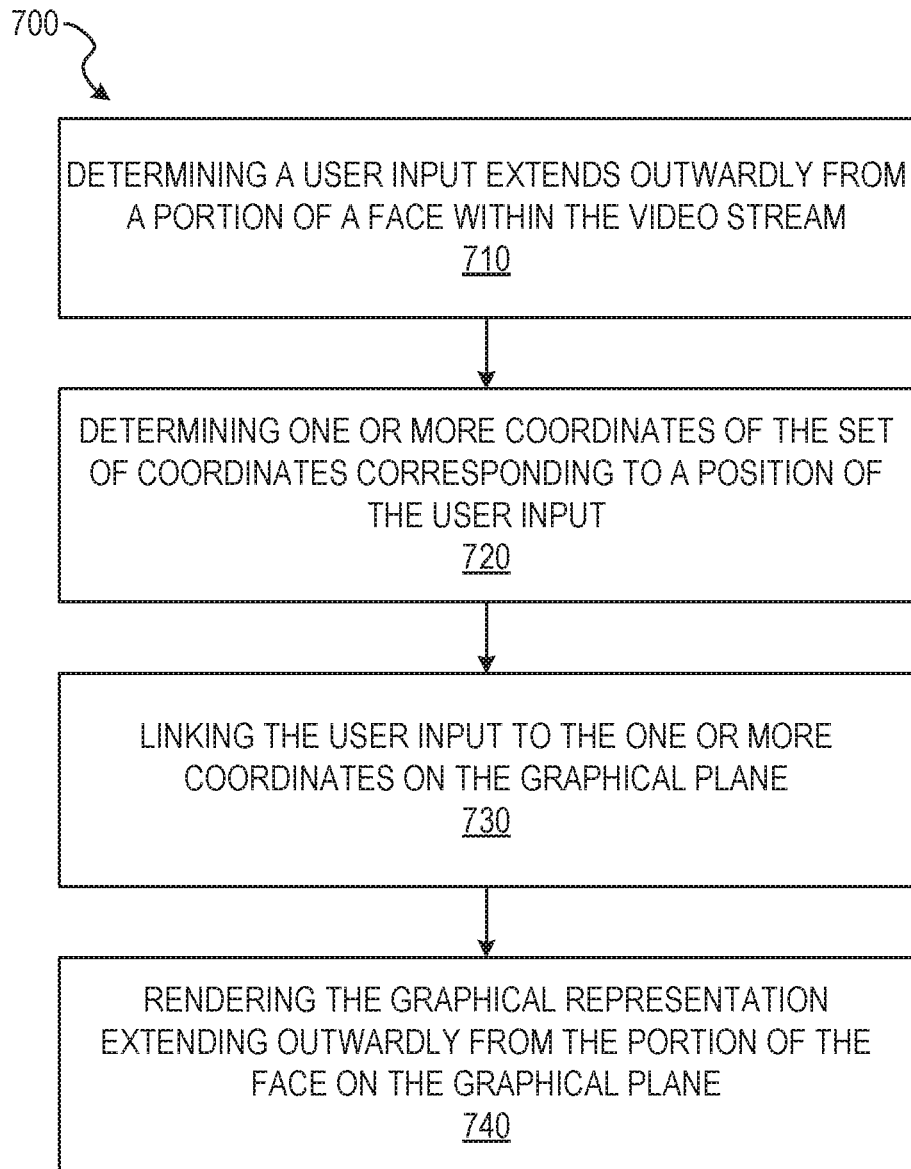 700
DETERMINING A USER INPUT EXTENDS OUTWARDLY FROM
A PORTION OF A FACE WITHIN THE VIDEO STREAM
710
DETERMINING ONE OR MORE COORDINATES OF THE SET
OF COORDINATES CORRESPONDING TO A POSITION OF
THE USER INPUT
720
LINKING THE USER INPUT TO THE ONE OR MORE
COORDINATES ON THE GRAPHICAL PLANE
730
RENDERING THE GRAPHICAL REPRESENTATION
EXTENDING OUTWARDLY FROM THE PORTION OF THE
FACE ON THE GRAPHICAL PLANE
740